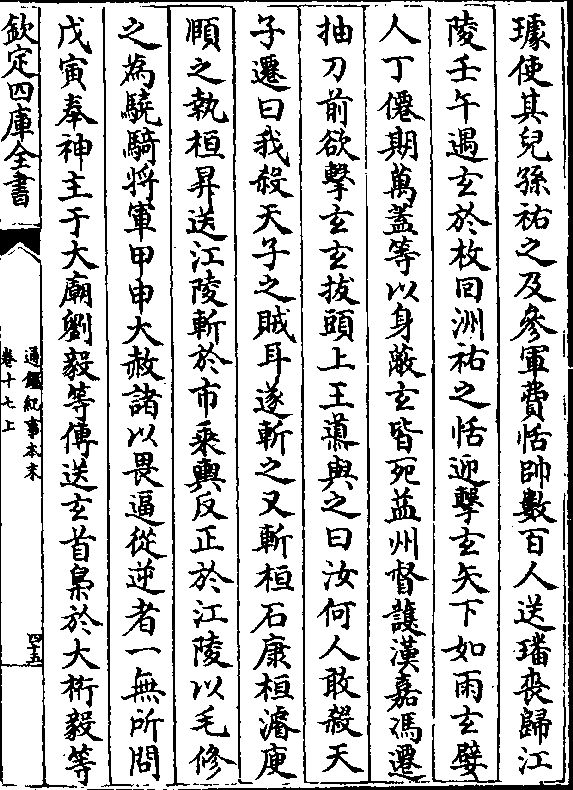 璩使其兒孫祐之及參軍費恬帥數百人送璠喪歸江
陵壬午遇玄於枚回洲祐之恬迎擊玄矢下如雨玄嬖
人丁僊期萬蓋等以身蔽玄皆死益州督護漢嘉馮遷
抽刀前欲擊玄玄拔頭上玉導與之曰汝何人敢殺天
子遷曰我殺天子之賊耳遂斬之又斬桓石康桓濬庾
頤之執桓昇送江陵斬於市乘輿反正於江陵以毛修
之為驍騎將軍甲申大赦諸以畏逼從逆者一無所問
戊寅奉神主于大廟劉毅等傳送玄首梟於大桁毅等
欽定四庫全書
通鑑紀事本末
卷十七上
四十五